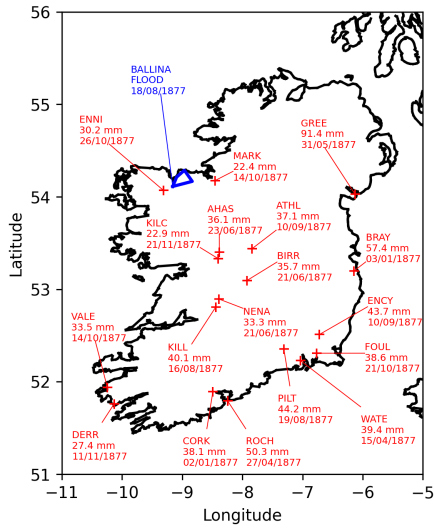 56
55
54
53
52
51
Latitude
BALLINA
FLOOD
18/08/1877
ENNI
30.2 mm
26/10/1877
GREE
91.4 mm
31/05/1877
MARK
22.4 mm
14/10/1877
AHAS
36.1 mm
23/06/1877
ATHL
37.1 mm
10/09/1877
KILC
22.9 mm
21/11/1877
BRAY
57.4 mm
03/01/1877
BIRR
35.7 mm
21/06/1877
NENA
33.3 mm
21/06/1877
ENCY
43.7 mm
10/09/1877
VALE
33.5 mm
14/10/1877
KILL
40.1 mm
16/08/1877
FOUL
38.6 mm
21/10/1877
PILT
44.2 mm
19/08/1877
WATE
39.4 mm
15/04/1877
DERR
27.4 mm
11/11/1877
CORK
38.1 mm
02/01/1877
ROCH
50.3 mm
27/04/1877
−11 −10 −9 −8 −7 −6 −5
Longitude